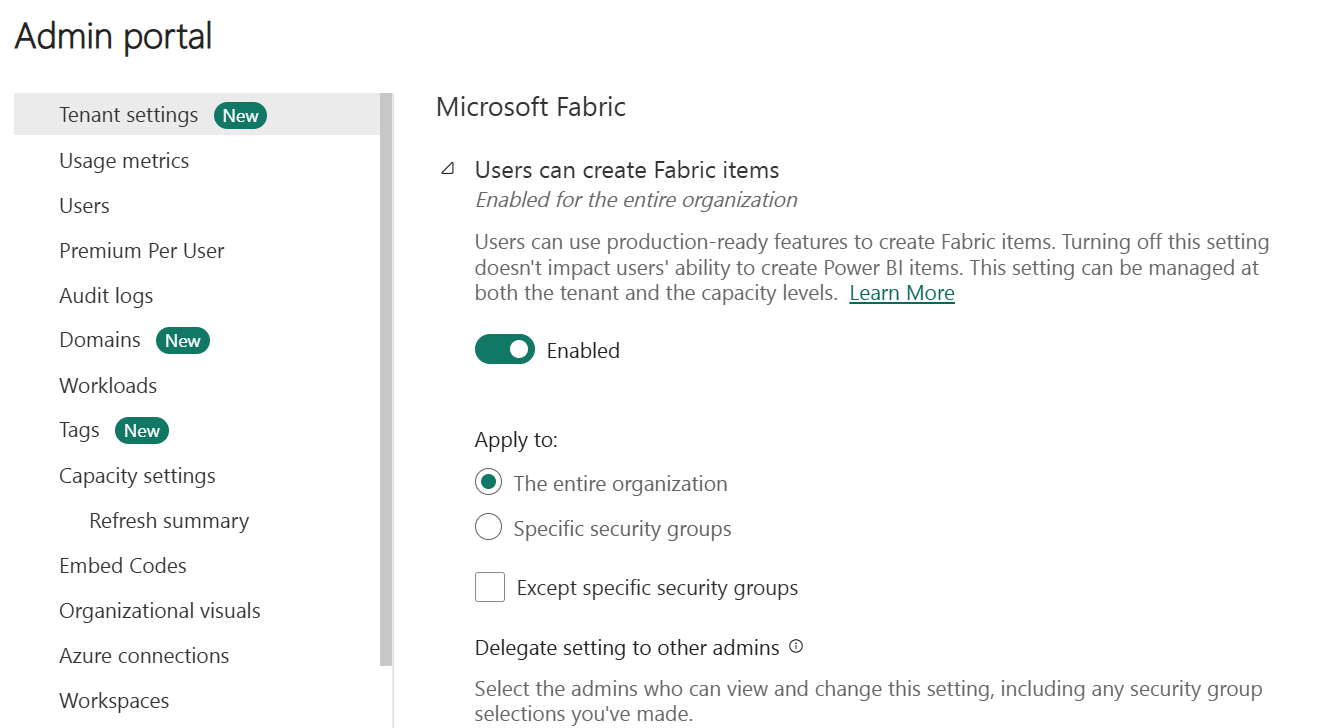 Admin portal
Tenant settings New
Usage metrics
Users
Premium Per User
Audit logs
Domains New
Workloads
Tags New
Capacity settings
Refresh summary
Embed Codes
Organizational visuals
Azure connections
Workspaces
Microsoft Fabric
Users can create Fabric items
Enabled for the entire organization
Users can use production-ready features to create Fabric items. Turning off this setting
doesn't impact users' ability to create Power BI items. This setting can be managed at
both the tenant and the capacity levels. Learn More
Enabled
Apply to:
The entire organization
Specific security groups
Except specific security groups
Delegate setting to other admins
Select the admins who can view and change this setting, including any security group
selections you've made.